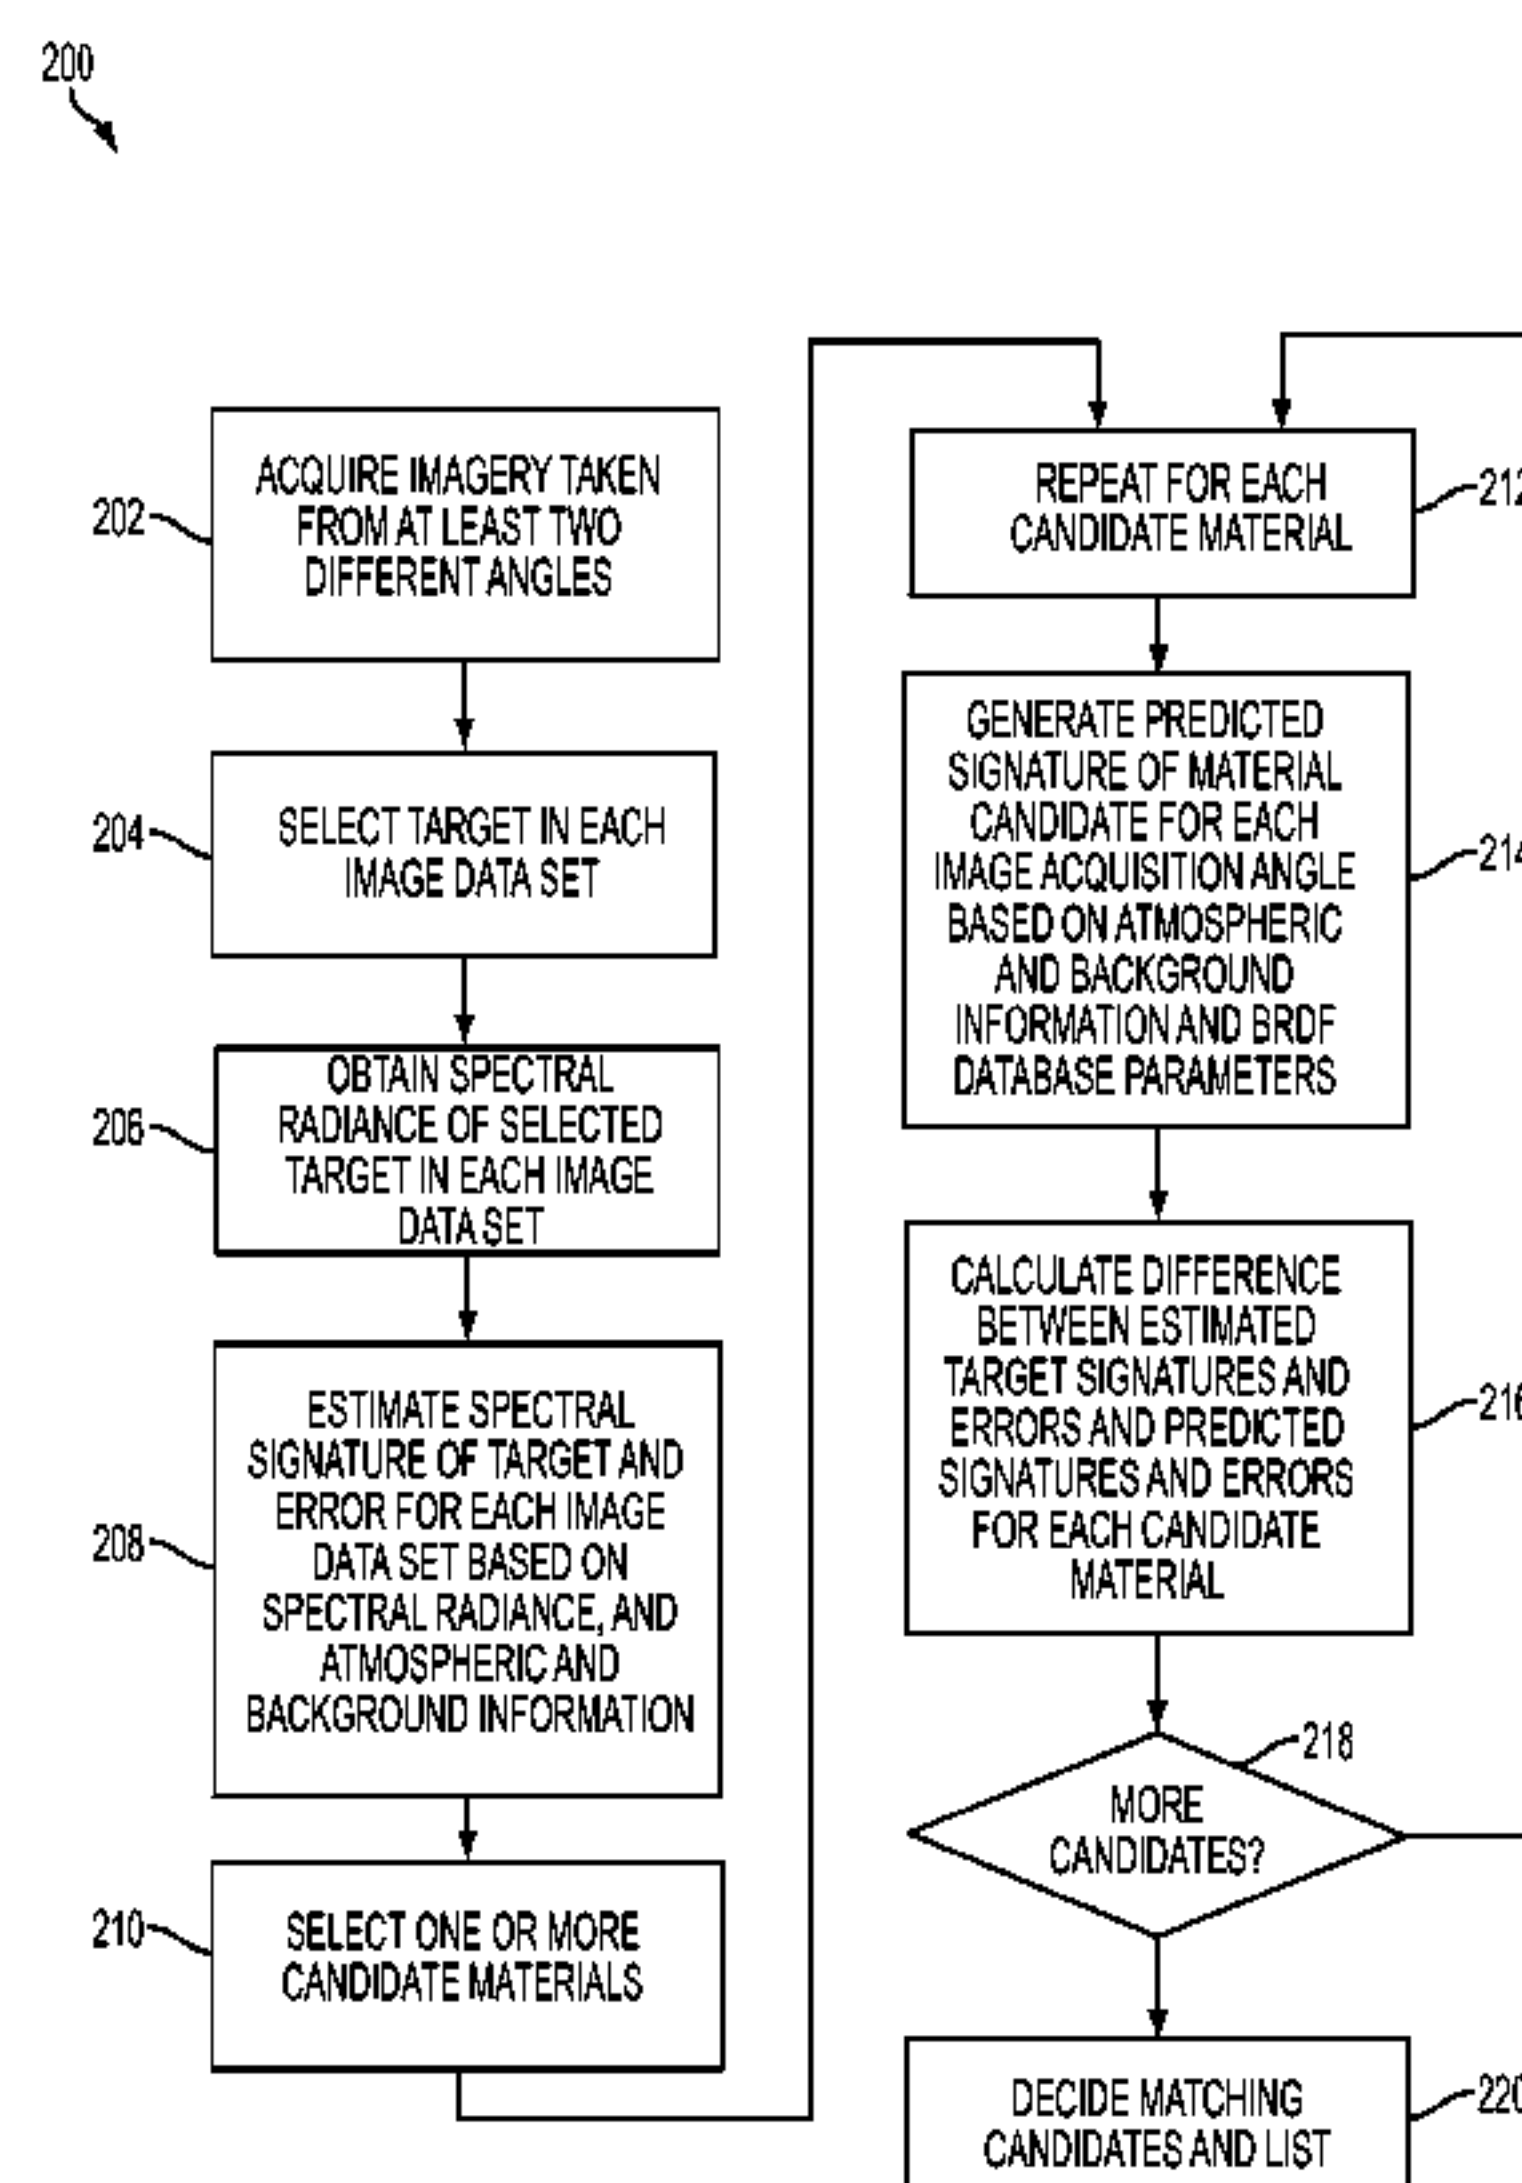 200
202
ACQUIRE IMAGERY TAKEN
FROM AT LEAST TWO
DIFFERENT ANGLES
204
SELECT TARGET IN EACH
IMAGE DATA SET
206
OBTAIN SPECTRAL
RADIANCE OF SELECTED
TARGET IN EACH IMAGE
DATA SET
208
ESTIMATE SPECTRAL
SIGNATURE OF TARGET AND
ERROR FOR EACH IMAGE
DATA SET BASED ON
SPECTRAL RADIANCE, AND
ATMOSPHERIC AND
BACKGROUND INFORMATION
210
SELECT ONE OR MORE
CANDIDATE MATERIALS
REPEAT FOR EACH
CANDIDATE MATERIAL
212
GENERATE PREDICTED
SIGNATURE OF MATERIAL
CANDIDATE FOR EACH
IMAGE ACQUISITION ANGLE
BASED ON ATMOSPHERIC
AND BACKGROUND
INFORMATION AND BRDF
DATABASE PARAMETERS
214
CALCULATE DIFFERENCE
BETWEEN ESTIMATED
TARGET SIGNATURES AND
ERRORS AND PREDICTED
SIGNATURES AND ERRORS
FOR EACH CANDIDATE
MATERIAL
216
218
MORE
CANDIDATES?
DECIDE MATCHING
CANDIDATES AND LIST
220